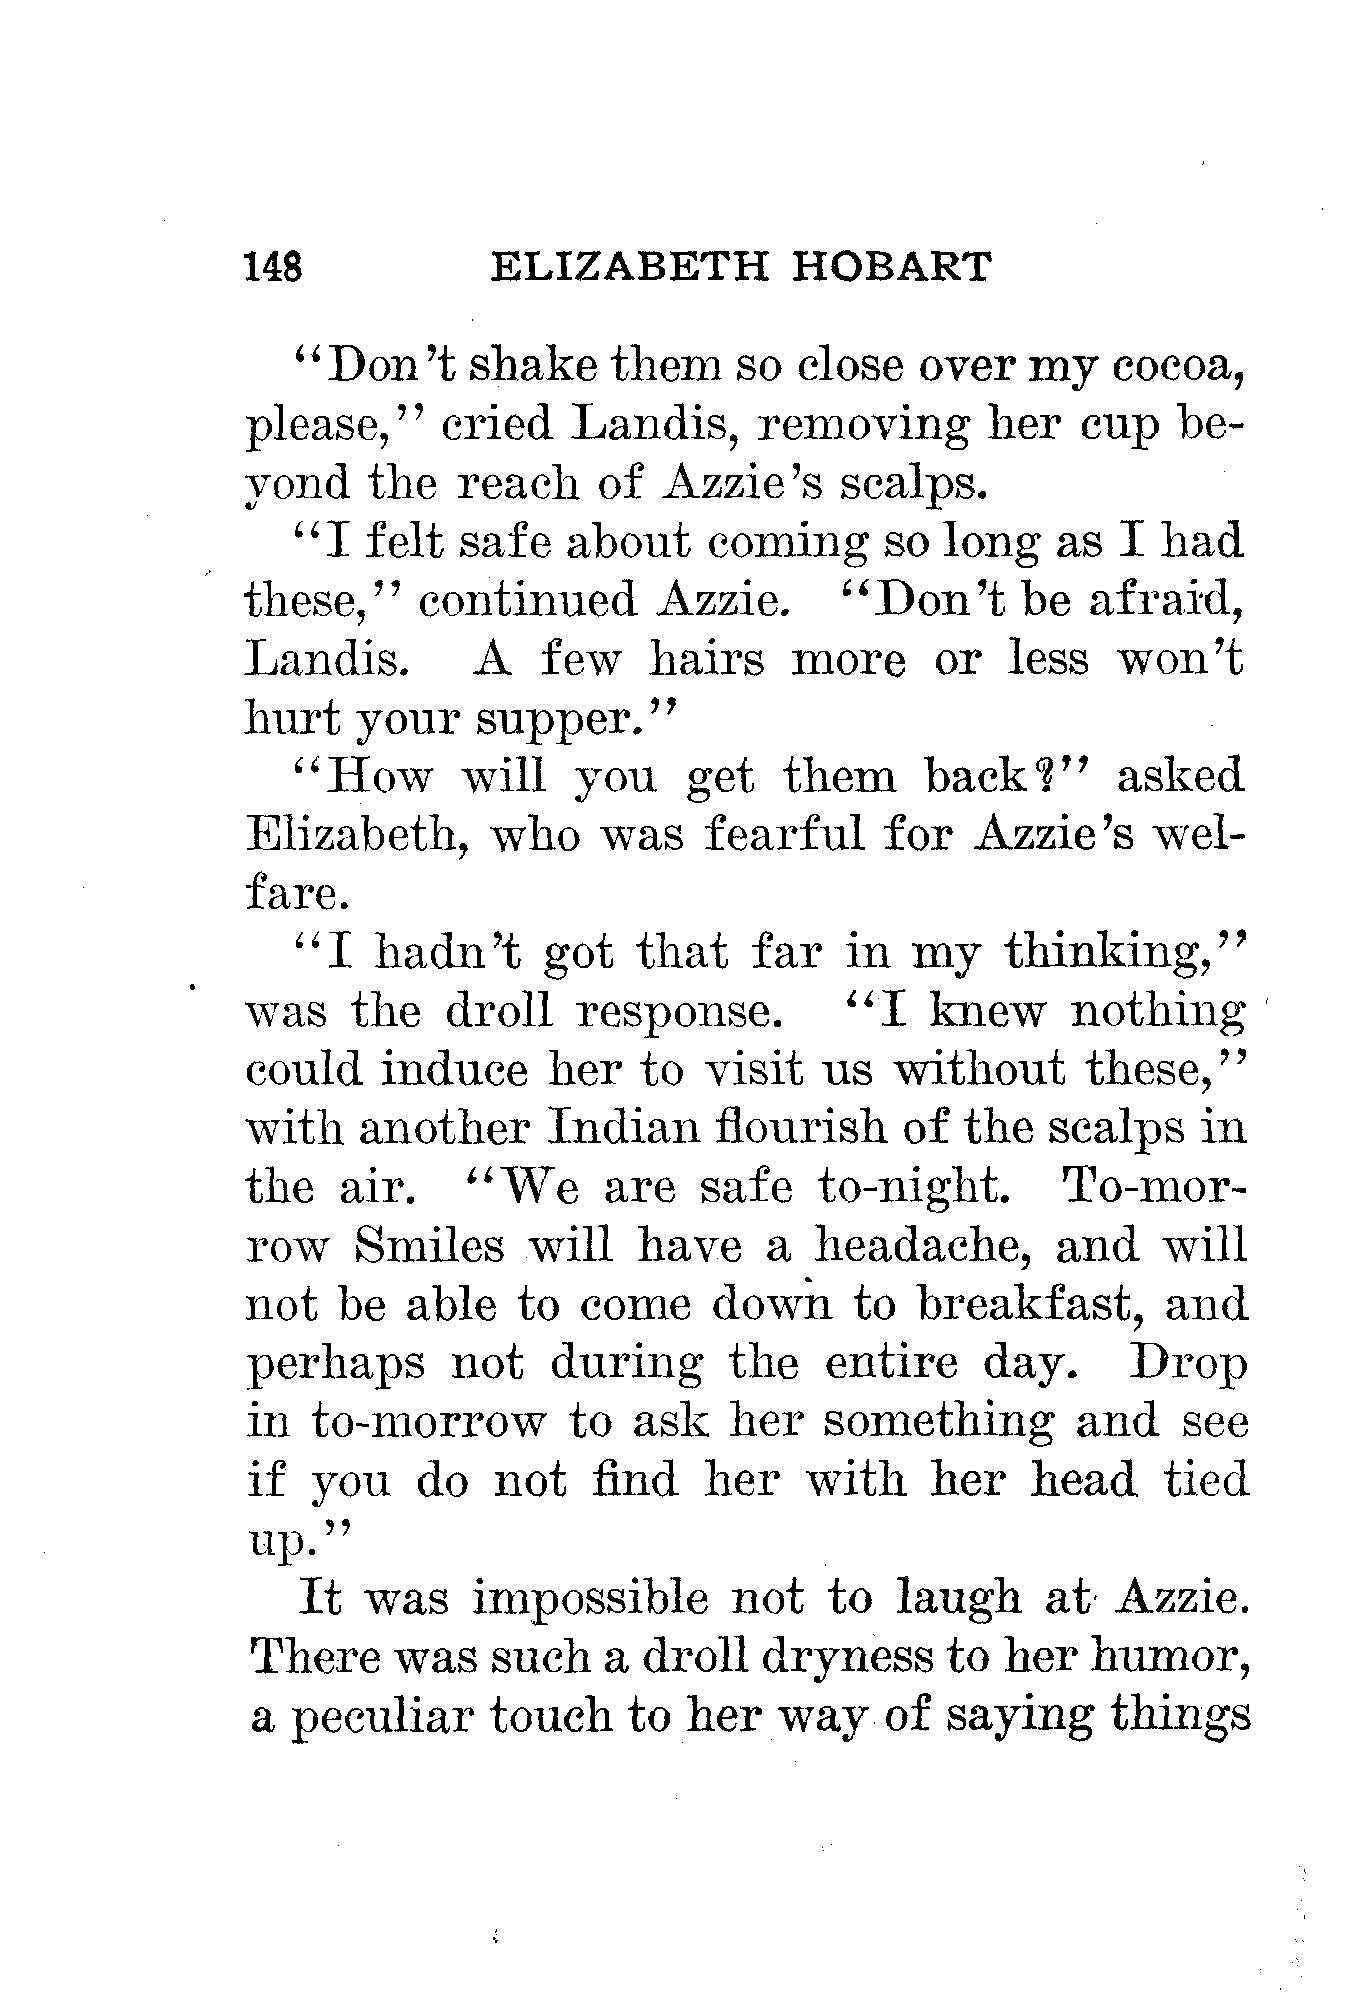 148 ELIZABETH HOBART
"Don't shake them so close over my cocoa,
please," cried Landis, removing her cup be-
yond the reach of Azzie's scalps.
"I felt safe about coming so long as I had
these," continued Azzie. "Don't be afraid,
Landis. A few hairs more or less won't
hurt your supper."
"How will you get them back?" asked
Elizabeth, who was fearful for Azzie's wel-
fare.
"I hadn't got that far in my thinking,"
was the droll response. "I knew nothing
could induce her to visit us without these,"
with another Indian flourish of the scalps in
the air. "We are safe to-night. To-mor-
row Smiles will have a headache, and will
not be able to come down to breakfast, and
perhaps not during the entire day. Drop
in to-morrow to ask her something and see
if you do not find her with her head tied
up."
It was impossible not to laugh at Azzie.
There was such a droll dryness to her humor,
a peculiar touch to her way of saying things